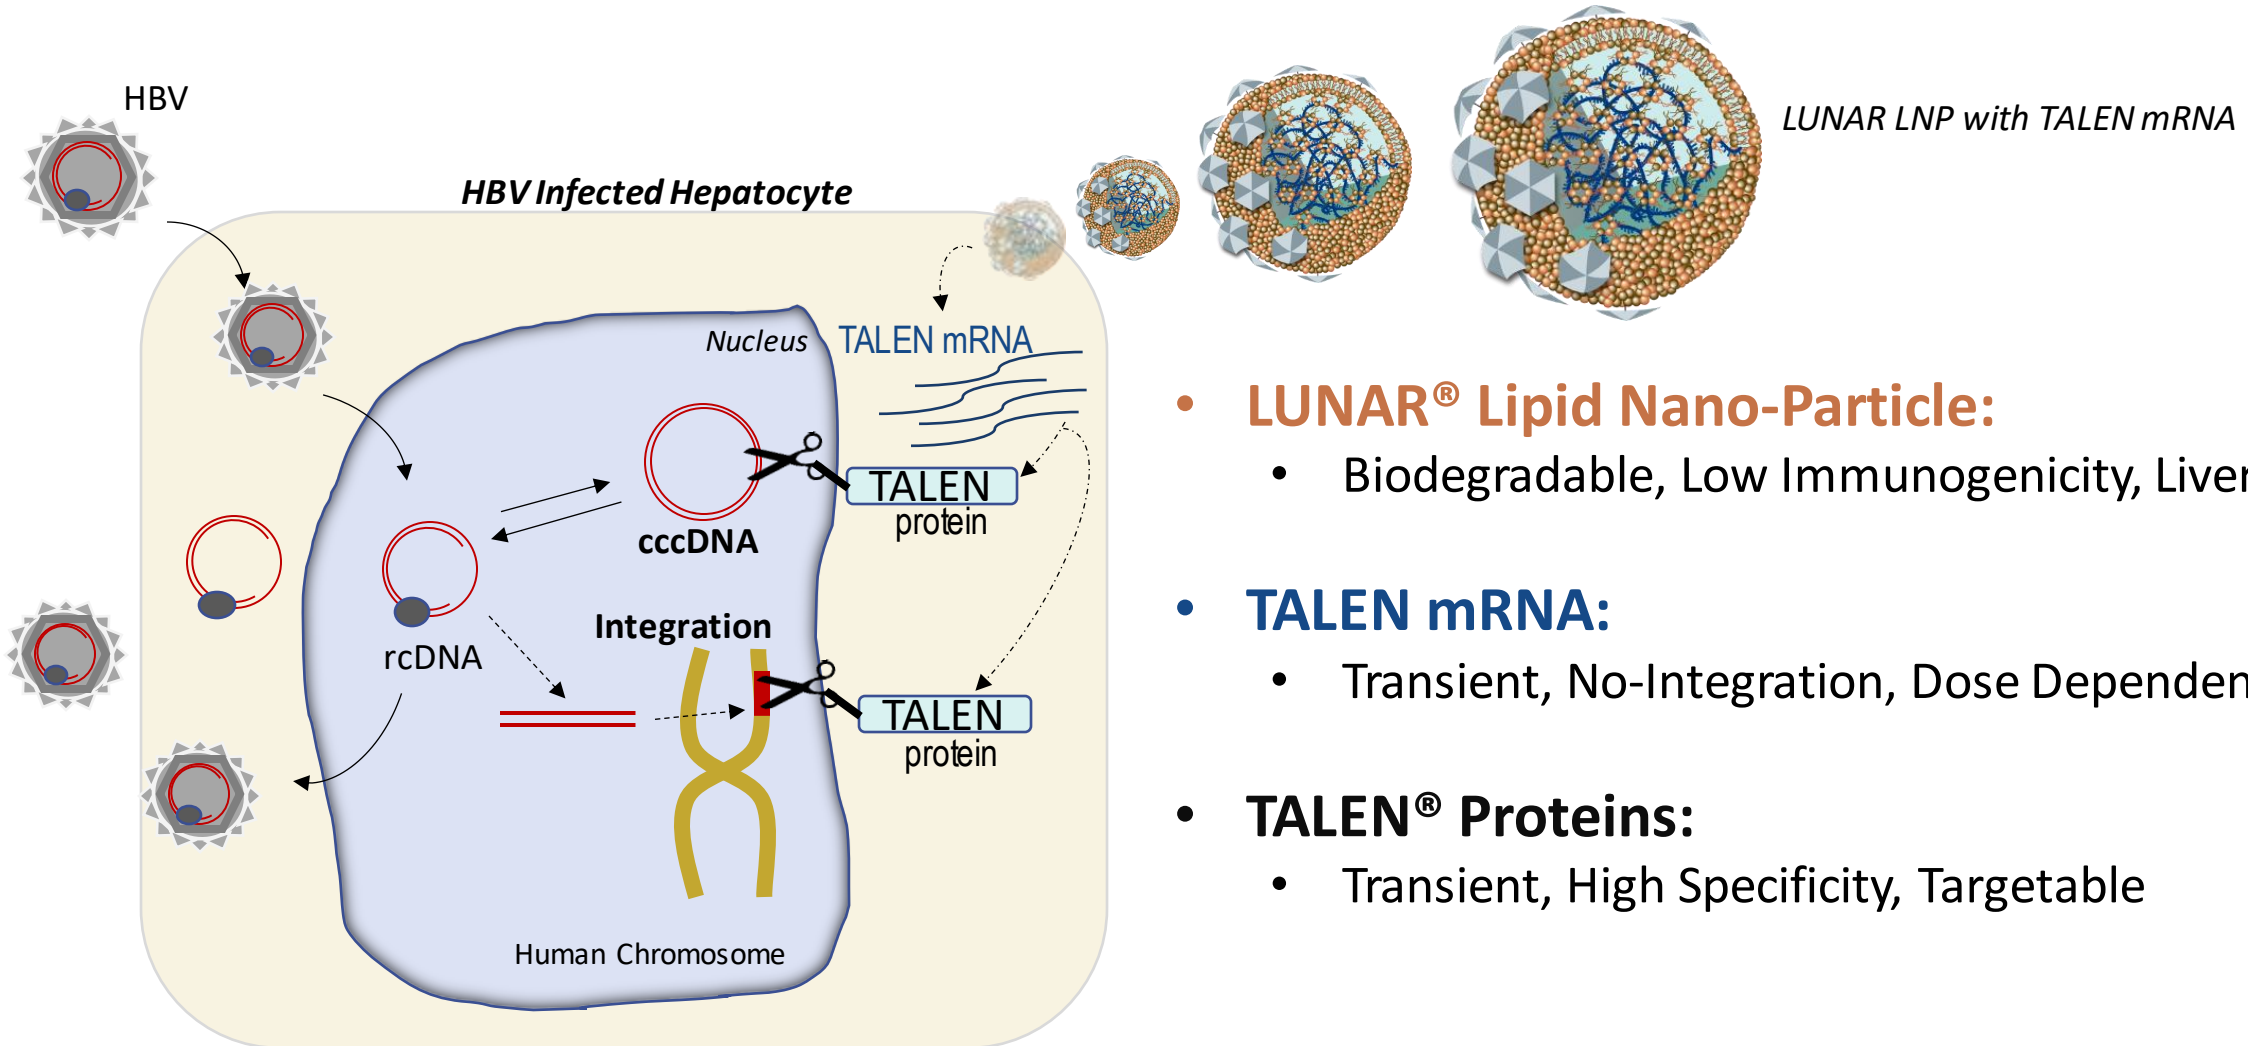 HBV
LUNAR LNP with TALEN mRNA
HBV Infected Hepatocyte
Nucleus
TALEN mRNA
TALEN
protein
cccDNA
Integration
rcDNA
TALEN
protein
Human Chromosome
• LUNAR® Lipid Nano-Particle:
• Biodegradable, Low Immunogenicity, Liver
• TALEN mRNA:
• Transient, No-Integration, Dose Dependen
• TALEN® Proteins:
• Transient, High Specificity, Targetable